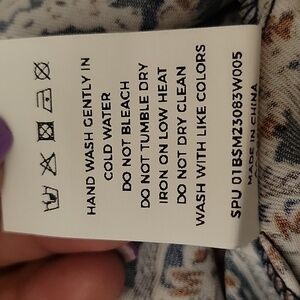 HAND WASH GENTLY IN
COLD WATER
DO NOT BLEACH
DO NOT TUMBLE DRY
IRON ON LOW HEAT
DO NOT DRY CLEAN
WASH WITH LIKE COLORS
SPU 01BSM23083W005
MADE IN CHINA